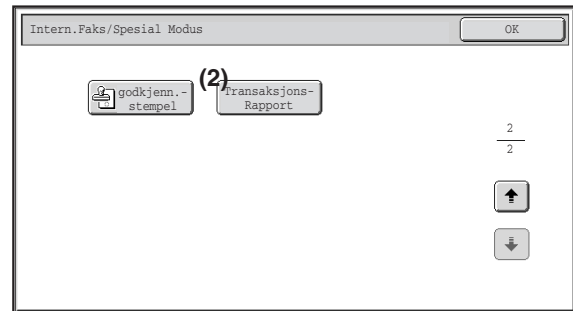 Intern.Faks/Spesial Modus
OK
godkjenn.-
stempel
(2)
Transaksjons-
Rapport
2
2